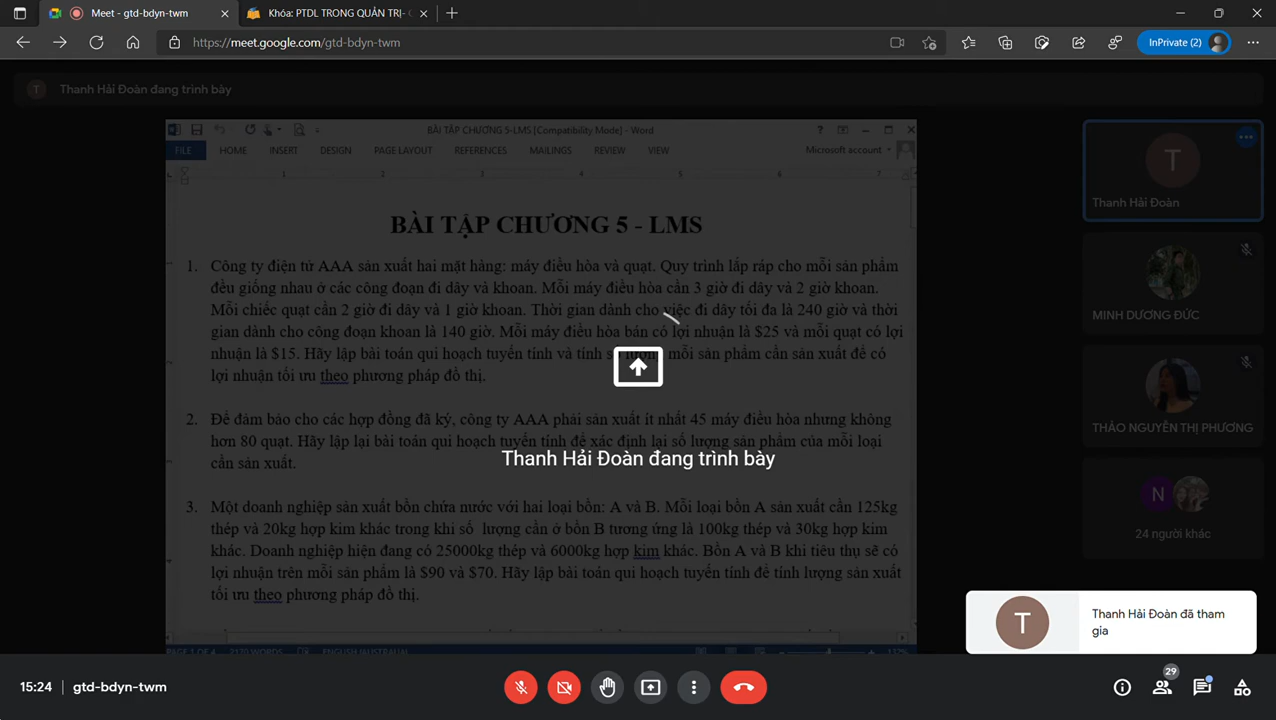 Meet - gtd-bdyn-twm
Khóa: PTDL TRONG QUẢN TRỊ- C
https://meet.google.com/gtd-bdyn-twm
InPrivate (2)
T
Thanh Hải Đoàn đang trình bày
BÀI TẬP CHƯƠNG 5-LMS [Compatibility Mode] - Word
FILE HOME INSERT DESIGN PAGE LAYOUT REFERENCES MAILINGS REVIEW VIEW Microsoft account
1 2 3 4 5 6 7
BÀI TẬP CHƯƠNG 5 - LMS
1. Công ty điện tử AAA sản xuất hai mặt hàng: máy điều hòa và quạt. Quy trình lắp ráp cho mỗi sản phẩm
đều giống nhau ở các công đoạn đi dây và khoan. Mỗi máy điều hòa cần 3 giờ đi dây và 2 giờ khoan.
Mỗi chiếc quạt cần 2 giờ đi dây và 1 giờ khoan. Thời gian dành cho việc đi dây tối đa là 240 giờ và thời
gian dành cho công đoạn khoan là 140 giờ. Mỗi máy điều hòa bán có lợi nhuận là $25 và mỗi quạt có lợi
nhuận là $15. Hãy lập bài toán qui hoạch tuyến tính và tính số lượng mỗi sản phẩm cần sản xuất để có
lợi nhuận tối ưu theo phương pháp đồ thị.
2. Để đảm bảo cho các hợp đồng đã ký, công ty AAA phải sản xuất ít nhất 45 máy điều hòa nhưng không
hơn 80 quạt. Hãy lập lại bài toán qui hoạch tuyến tính để xác định lại số lượng sản phẩm của mỗi loại
cần sản xuất.
Thanh Hải Đoàn đang trình bày
3. Một doanh nghiệp sản xuất bồn chứa nước với hai loại bồn: A và B. Mỗi loại bồn A sản xuất cần 125kg
thép và 20kg hợp kim khác trong khi số lượng cần ở bồn B tương ứng là 100kg thép và 30kg hợp kim
khác. Doanh nghiệp hiện đang có 25000kg thép và 6000kg hợp kim khác. Bồn A và B khi tiêu thụ sẽ có
lợi nhuận trên mỗi sản phẩm là $90 và $70. Hãy lập bài toán qui hoạch tuyến tính để tính lượng sản xuất
tối ưu theo phương pháp đồ thị.
PAGE 1 OF 4 2170 WORDS ENGLISH (AUSTRALIA)
T
Thanh Hải Đoàn
MINH DƯƠNG ĐỨC
THẢO NGUYỄN THỊ PHƯƠNG
N
24 người khác
T
Thanh Hải Đoàn đã tham
gia
15:24 gtd-bdyn-twm
29